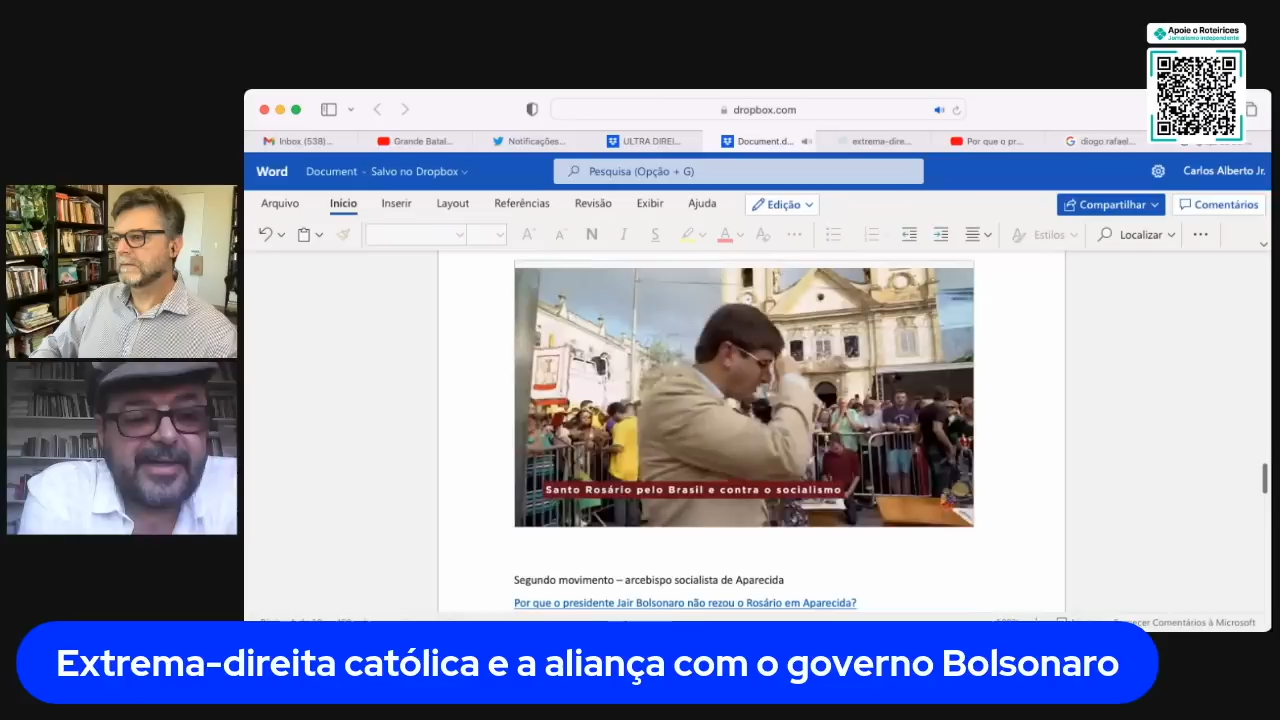 Apoie o Roteirices
Jornalismo independente
dropbox.com
Inbox (538)...
Grande Batal...
Notificações...
ULTRA DIREI...
Document.d...
extrema-dire...
Por que o pr...
diogo rafael...
Word
Document - Salvo no Dropbox
Pesquisa (Opção + G)
Carlos Alberto Jr.
Arquivo
Início
Inserir
Layout
Referências
Revisão
Exibir
Ajuda
Edição
Compartilhar
Comentários
N
I
S
Estilos
Localizar
Santo Rosário pelo Brasil e contra o socialismo
Segundo movimento – arcebispo socialista de Aparecida
Por que o presidente Jair Bolsonaro não rezou o Rosário em Aparecida?
Comentários à Microsoft
Extrema-direita católica e a aliança com o governo Bolsonaro